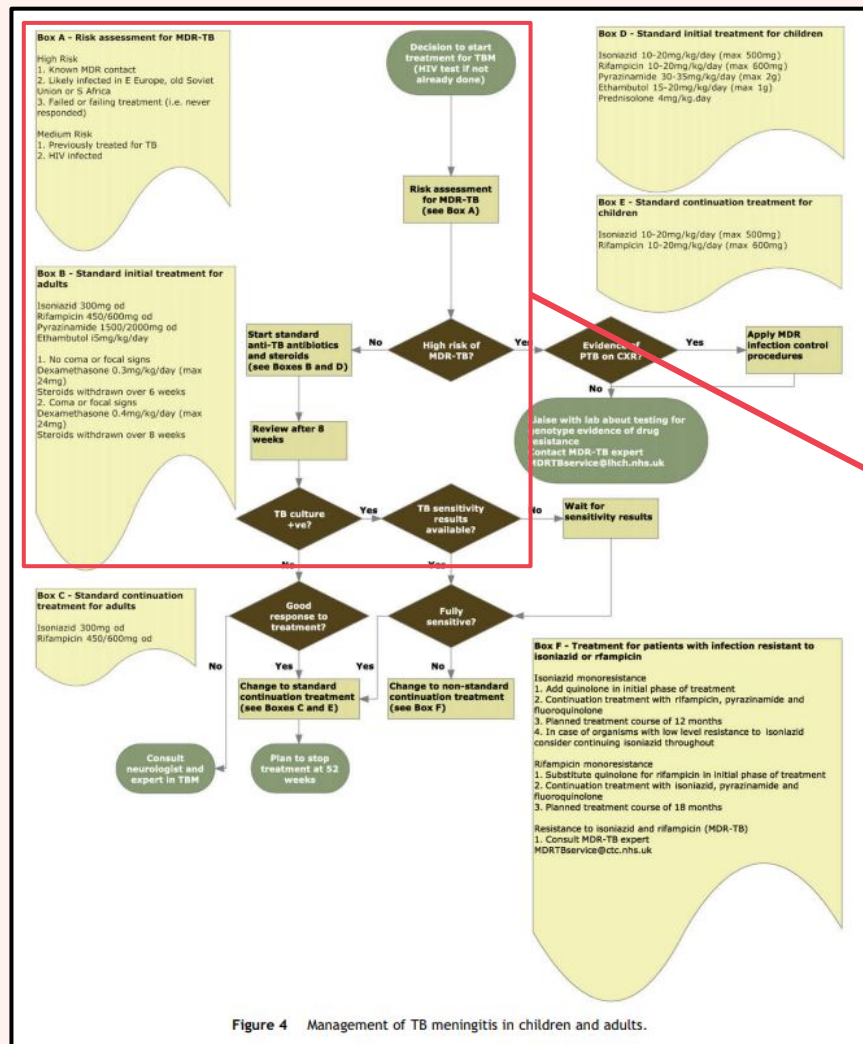 Box A - Risk assessment for MDR-TB
High Risk
1. Known MDR contact
2. Likely infected in E Europe, old Soviet
Union or S Africa
3. Failed or failing treatment (i.e. never
responded)
Medium Risk
1. Previously treated for TB
2. HIV infected
Decision to start
treatment for TBM
(HIV test if not
already done)
Box D - Standard initial treatment for
children
Isoniazid 10-20mg/kg/day (max 500mg)
Rifampicin 10-20mg/kg/day (max 600mg)
Pyrazinamide 30-35mg/kg/day (max 2g)
Ethambutol 15-20mg/kg/day (max 1g)
Prednisolone 4mg/kg.day
Risk assessment
for MDR-TB
(see Box A)
Box E - Standard continuation treatment for
children
Isoniazid 10-20mg/kg/day (max 500mg)
Rifampicin 10-20mg/kg/day (max 600mg)
Box B - Standard initial treatment for
adults
Isoniazid 300mg od
Rifampicin 450/600mg od
Pyrazinamide 1500/2000mg od
Ethambutol i5mg/kg/day
1. No coma or focal signs
Dexamethasone 0.3mg/kg/day (max
24mg)
Steroids withdrawn over 6 weeks
2. Coma or focal signs
Dexamethasone 0.4mg/kg/day (max
24mg)
Steroids withdrawn over 8 weeks
Start standard
anti-TB antibiotics
and steroids
(see Boxes B and D)
No
High risk of
MDR-TB?
Yes
Evidence of
PTB on CXR?
Yes
Apply MDR
infection control
procedures
No
Liaise with lab about testing for
genotype evidence of drug
resistance
Contact MDR-TB expert
MDRTBservice@lhch.nhs.uk
Review after 8
weeks
TB culture
+ve?
Yes
TB sensitivity
results
available?
No
Wait for
sensitivity results
No
Yes
Box C - Standard continuation
treatment for adults
Isoniazid 300mg od
Rifampicin 450/600mg od
Good
response to
treatment?
Fully
sensitive?
No
Yes
Yes
No
Change to standard
continuation treatment
(see Boxes C and E)
Change to non-standard
continuation treatment
(see Box F)
Consult
neurologist and
expert in TBM
Plan to stop
treatment at 52
weeks
Box F - Treatment for patients with infection resistant to
isoniazid or rfampicin
Isoniazid monoresistance
1. Add quinolone in initial phase of treatment
2. Continuation treatment with rifampicin, pyrazinamide and
fluoroquinolone
3. Planned treatment course of 12 months
4. In case of organisms with low level resistance to isoniazid
consider continuing isoniazid throughout
Rifampicin monoresistance
1. Substitute quinolone for rifampicin in initial phase of treatment
2. Continuation treatment with isoniazid, pyrazinamide and
fluoroquinolone
3. Planned treatment course of 18 months
Resistance to isoniazid and rifampicin (MDR-TB)
1. Consult MDR-TB expert
MDRTBservice@ctc.nhs.uk
Figure 4 Management of TB meningitis in children and adults.